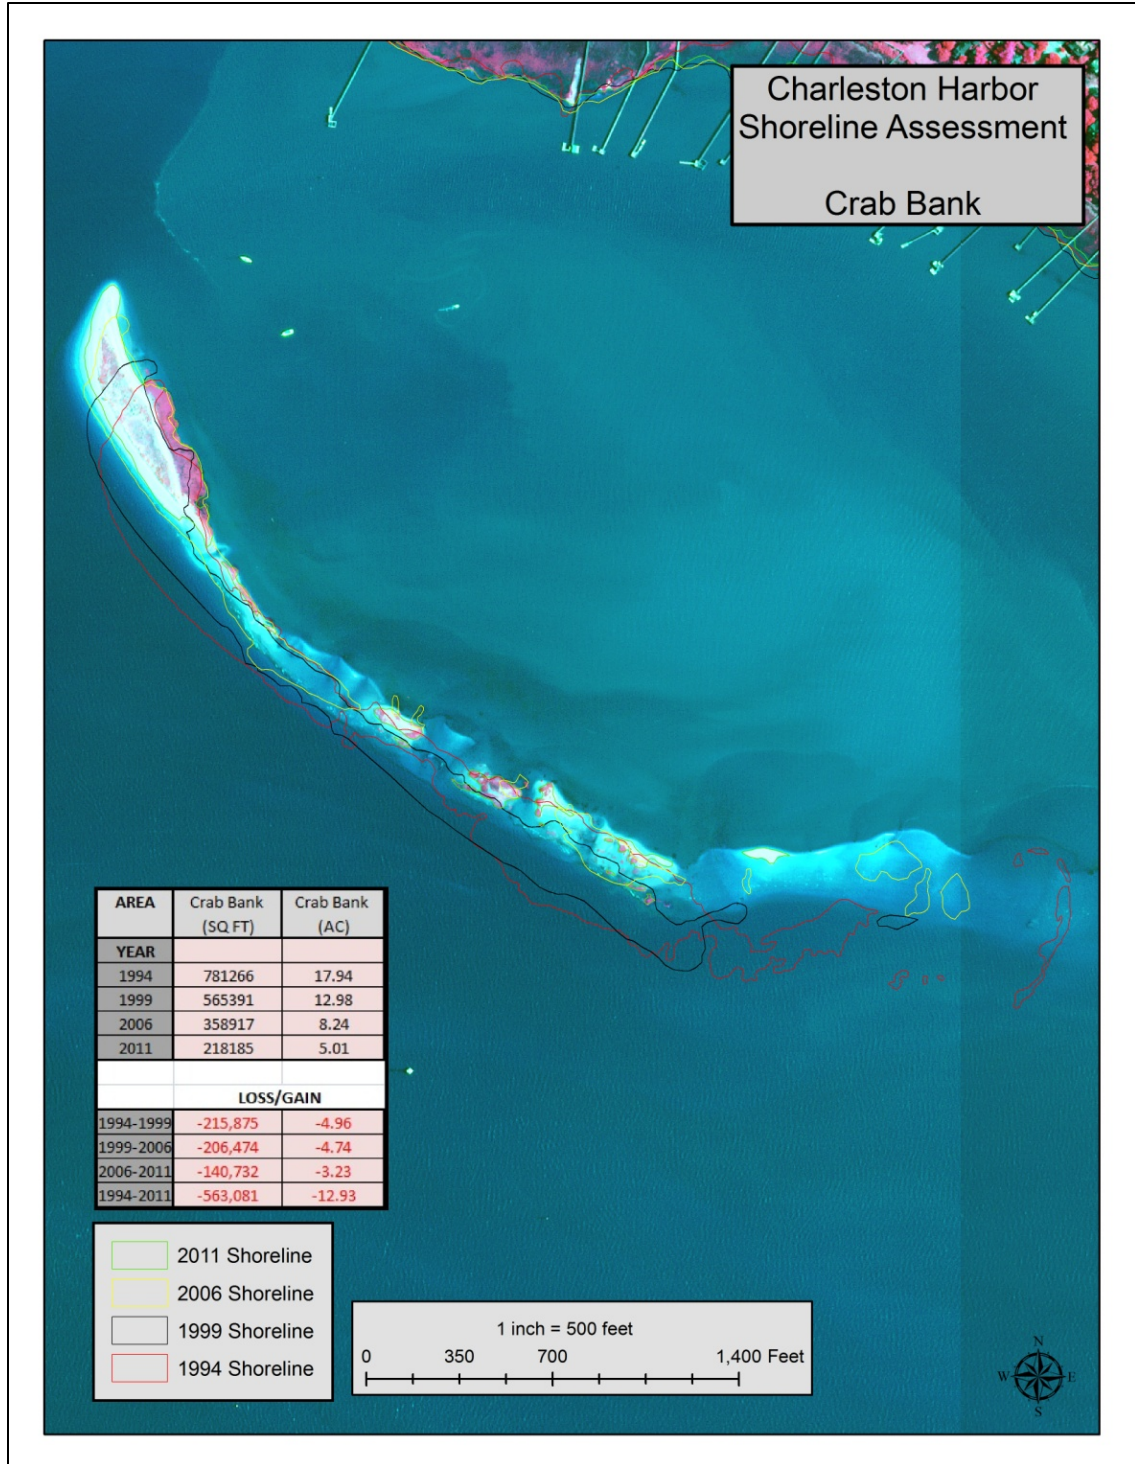 Charleston Harbor
Shoreline Assessment
Crab Bank
AREA Crab Bank (SQ FT) Crab Bank (AC)
YEAR
1994 781266 17.94
1999 565391 12.98
2006 358917 8.24
2011 218185 5.01
LOSS/GAIN
1994-1999 -215,875 -4.96
1999-2006 -206,474 -4.74
2006-2011 -140,732 -3.23
1994-2011 -563,081 -12.93
2011 Shoreline
2006 Shoreline
1999 Shoreline
1994 Shoreline
1 inch = 500 feet
0 350 700 1,400 Feet
N
W E
S